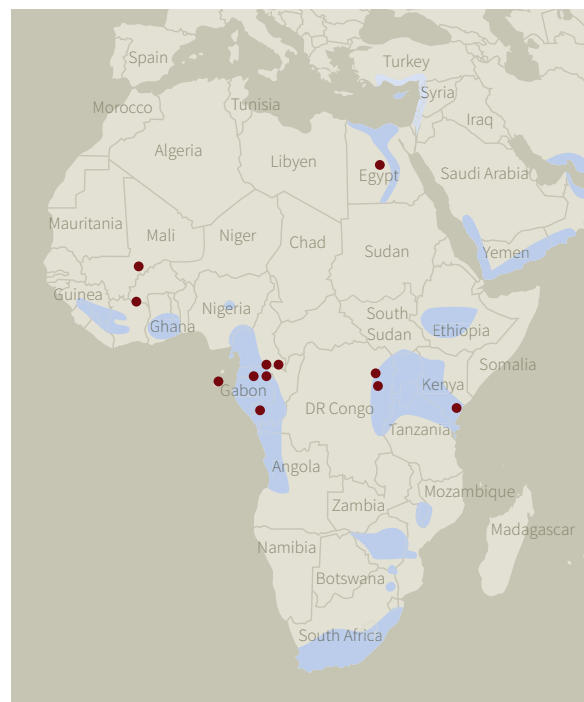 Spain
Turkey
Syria
Morocco
Tunisia
Iraq
Algeria
Libyen
Egypt
Saudi Arabia
Mauritania
Mali
Niger
Chad
Sudan
Yemen
Guinea
Nigeria
Ghana
South
Sudan
Ethiopia
Somalia
Gabon
Kenya
DR Congo
Tanzania
Angola
Mozambique
Zambia
Madagascar
Namibia
Botswana
South Africa